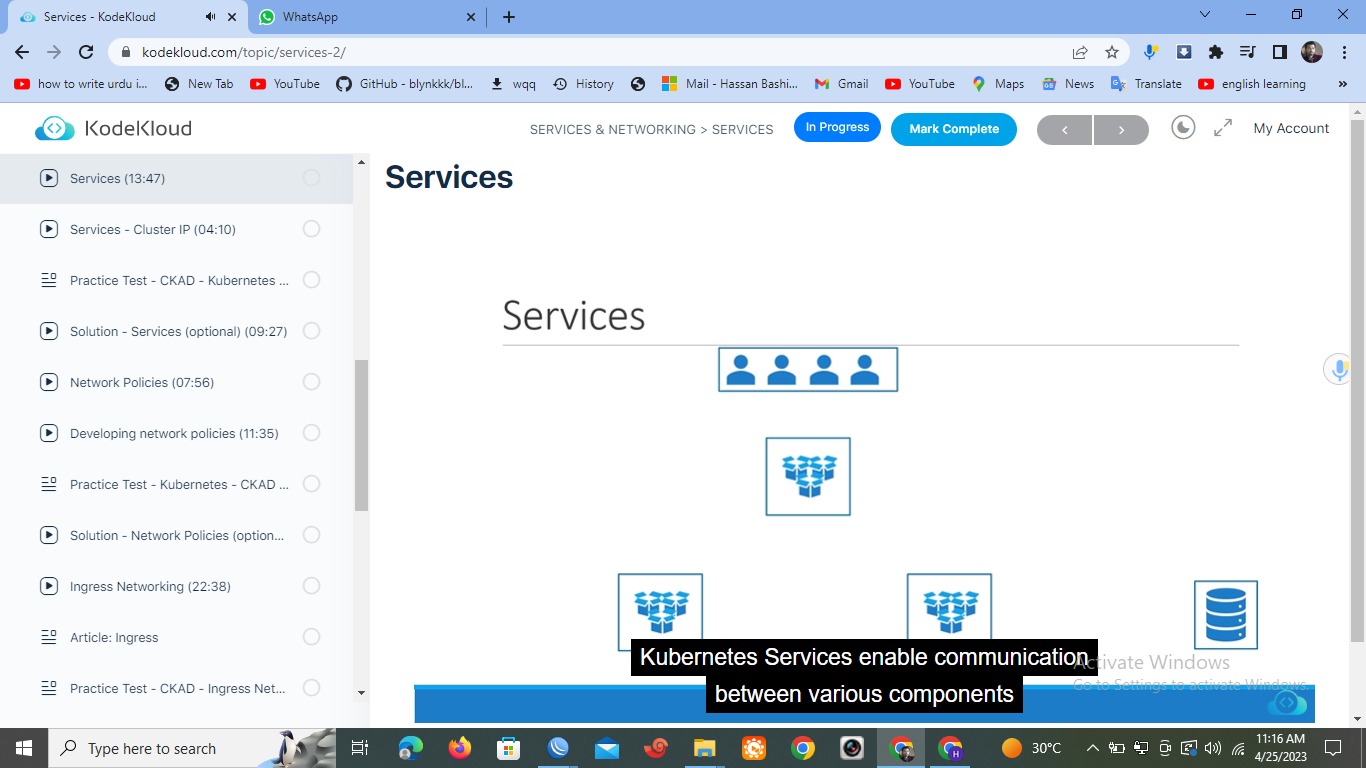 Services - KodeKloud
WhatsApp
kodekloud.com/topic/services-2/
how to write urdu i...
New Tab
YouTube
GitHub - blynkkk/bl...
wqq
History
Mail - Hassan Bashi...
Gmail
YouTube
Maps
News
Translate
english learning
»
KodeKloud
SERVICES & NETWORKING > SERVICES
In Progress
Mark Complete
My Account
Services (13:47)
Services - Cluster IP (04:10)
Practice Test - CKAD - Kubernetes ...
Solution - Services (optional) (09:27)
Network Policies (07:56)
Developing network policies (11:35)
Practice Test - Kubernetes - CKAD ...
Solution - Network Policies (option...
Ingress Networking (22:38)
Article: Ingress
Practice Test - CKAD - Ingress Net...
Services
Services
Kubernetes Services enable communication
between various components
Activate Windows
Go to Settings to activate Windows.
Type here to search
H
30°C
11:16 AM
4/25/2023